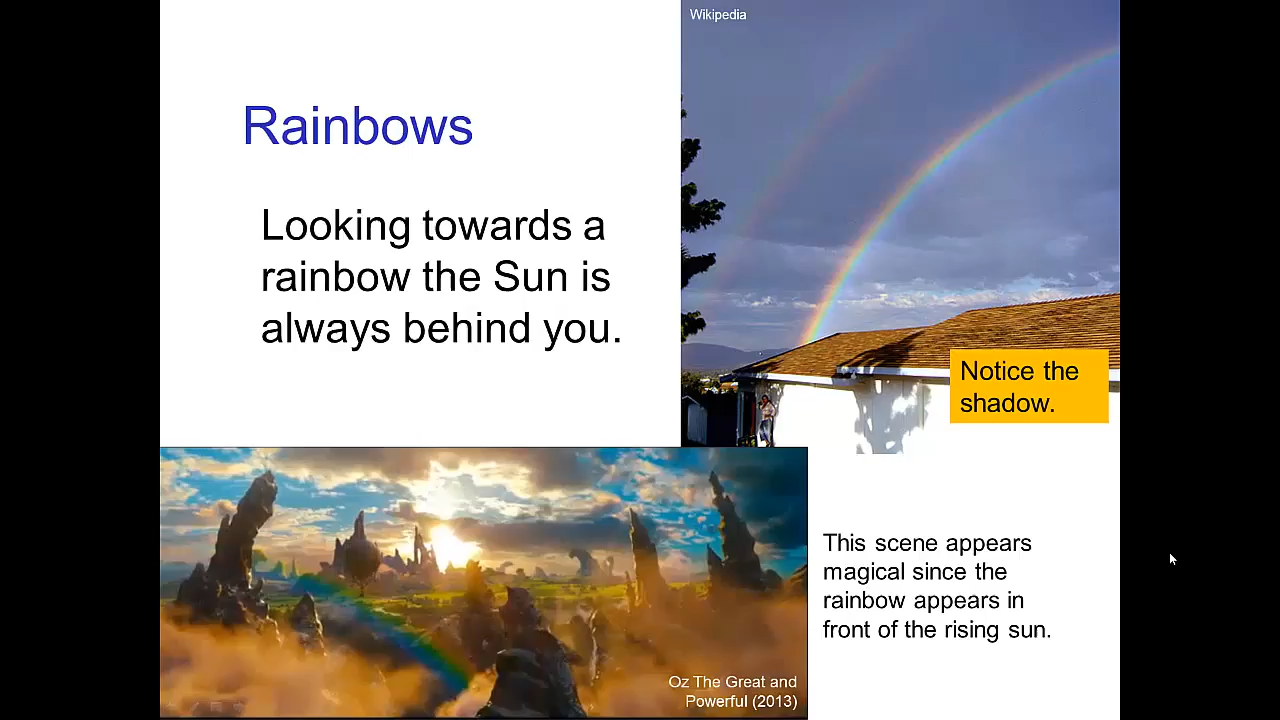 Wikipedia
Rainbows
Looking towards a
rainbow the Sun is
always behind you.
Notice the
shadow.
This scene appears
magical since the
rainbow appears in
front of the rising sun.
Oz The Great and
Powerful (2013)